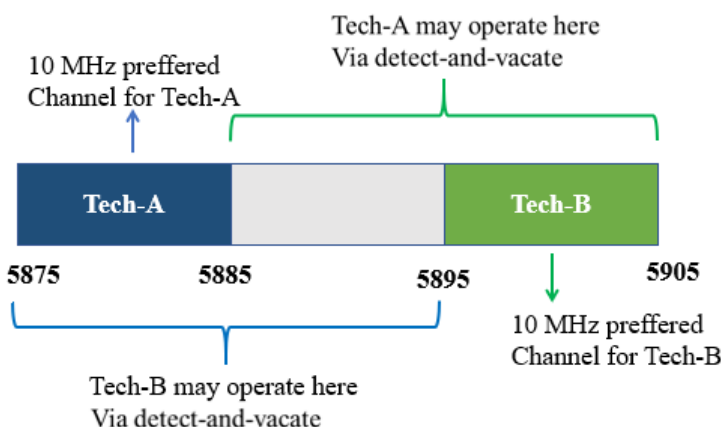 Tech-A may operate here
Via detect-and-vacate
10 MHz preffered
Channel for Tech-A
Tech-A
Tech-B
5875
5885
5895
5905
10 MHz preffered
Channel for Tech-B
Tech-B may operate here
Via detect-and-vacate